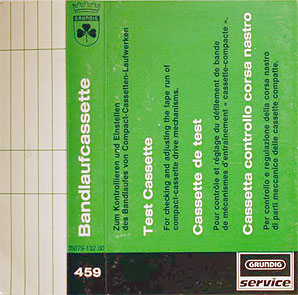 GRUNDIG
Bandlaufcassette
Zum Kontrollieren und Einstellen
des Bandlaufes von Compact-Cassetten-Laufwerken
Test Cassette
For checking and adjusting the tape run of
compact-cassette drive mechanisms.
Cassette de test
Pour contrôle et réglage du défilement de bande
de mécanismes d'entraînement « cassette-compacte ».
Cassetta controllo corsa nastro
Per controllo e regulazione della corsa nastro
di parti meccanice delle cassette compatte.
35079-132.00
459
GRUNDIG
service